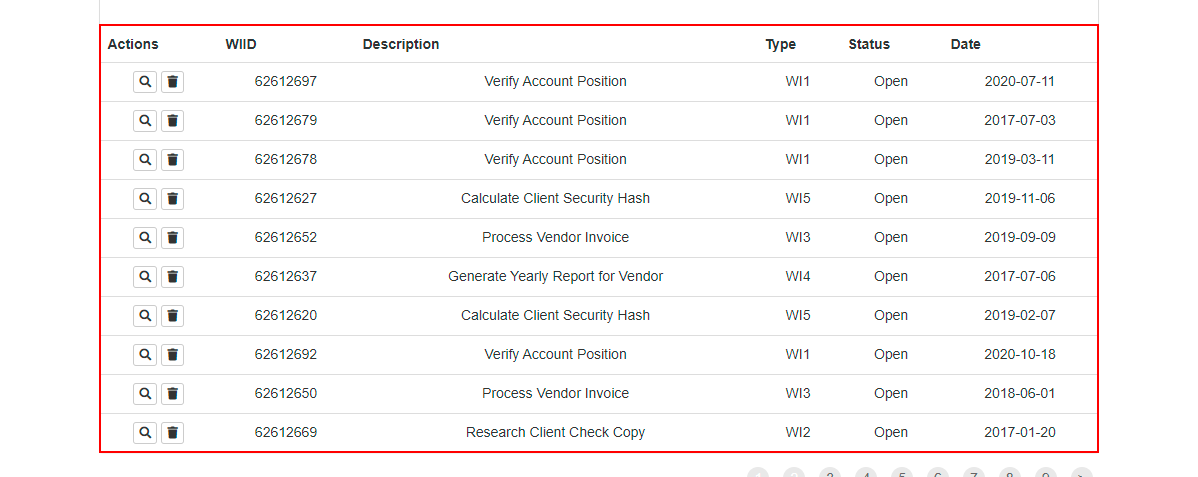 Actions WIID Description Type Status Date
62612697 Verify Account Position WI1 Open 2020-07-11
62612679 Verify Account Position WI1 Open 2017-07-03
62612678 Verify Account Position WI1 Open 2019-03-11
62612627 Calculate Client Security Hash WI5 Open 2019-11-06
62612652 Process Vendor Invoice WI3 Open 2019-09-09
62612637 Generate Yearly Report for Vendor WI4 Open 2017-07-06
62612620 Calculate Client Security Hash WI5 Open 2019-02-07
62612692 Verify Account Position WI1 Open 2020-10-18
62612650 Process Vendor Invoice WI3 Open 2018-06-01
62612669 Research Client Check Copy WI2 Open 2017-01-20
1 2 3 4 5 6 7 8 9 >